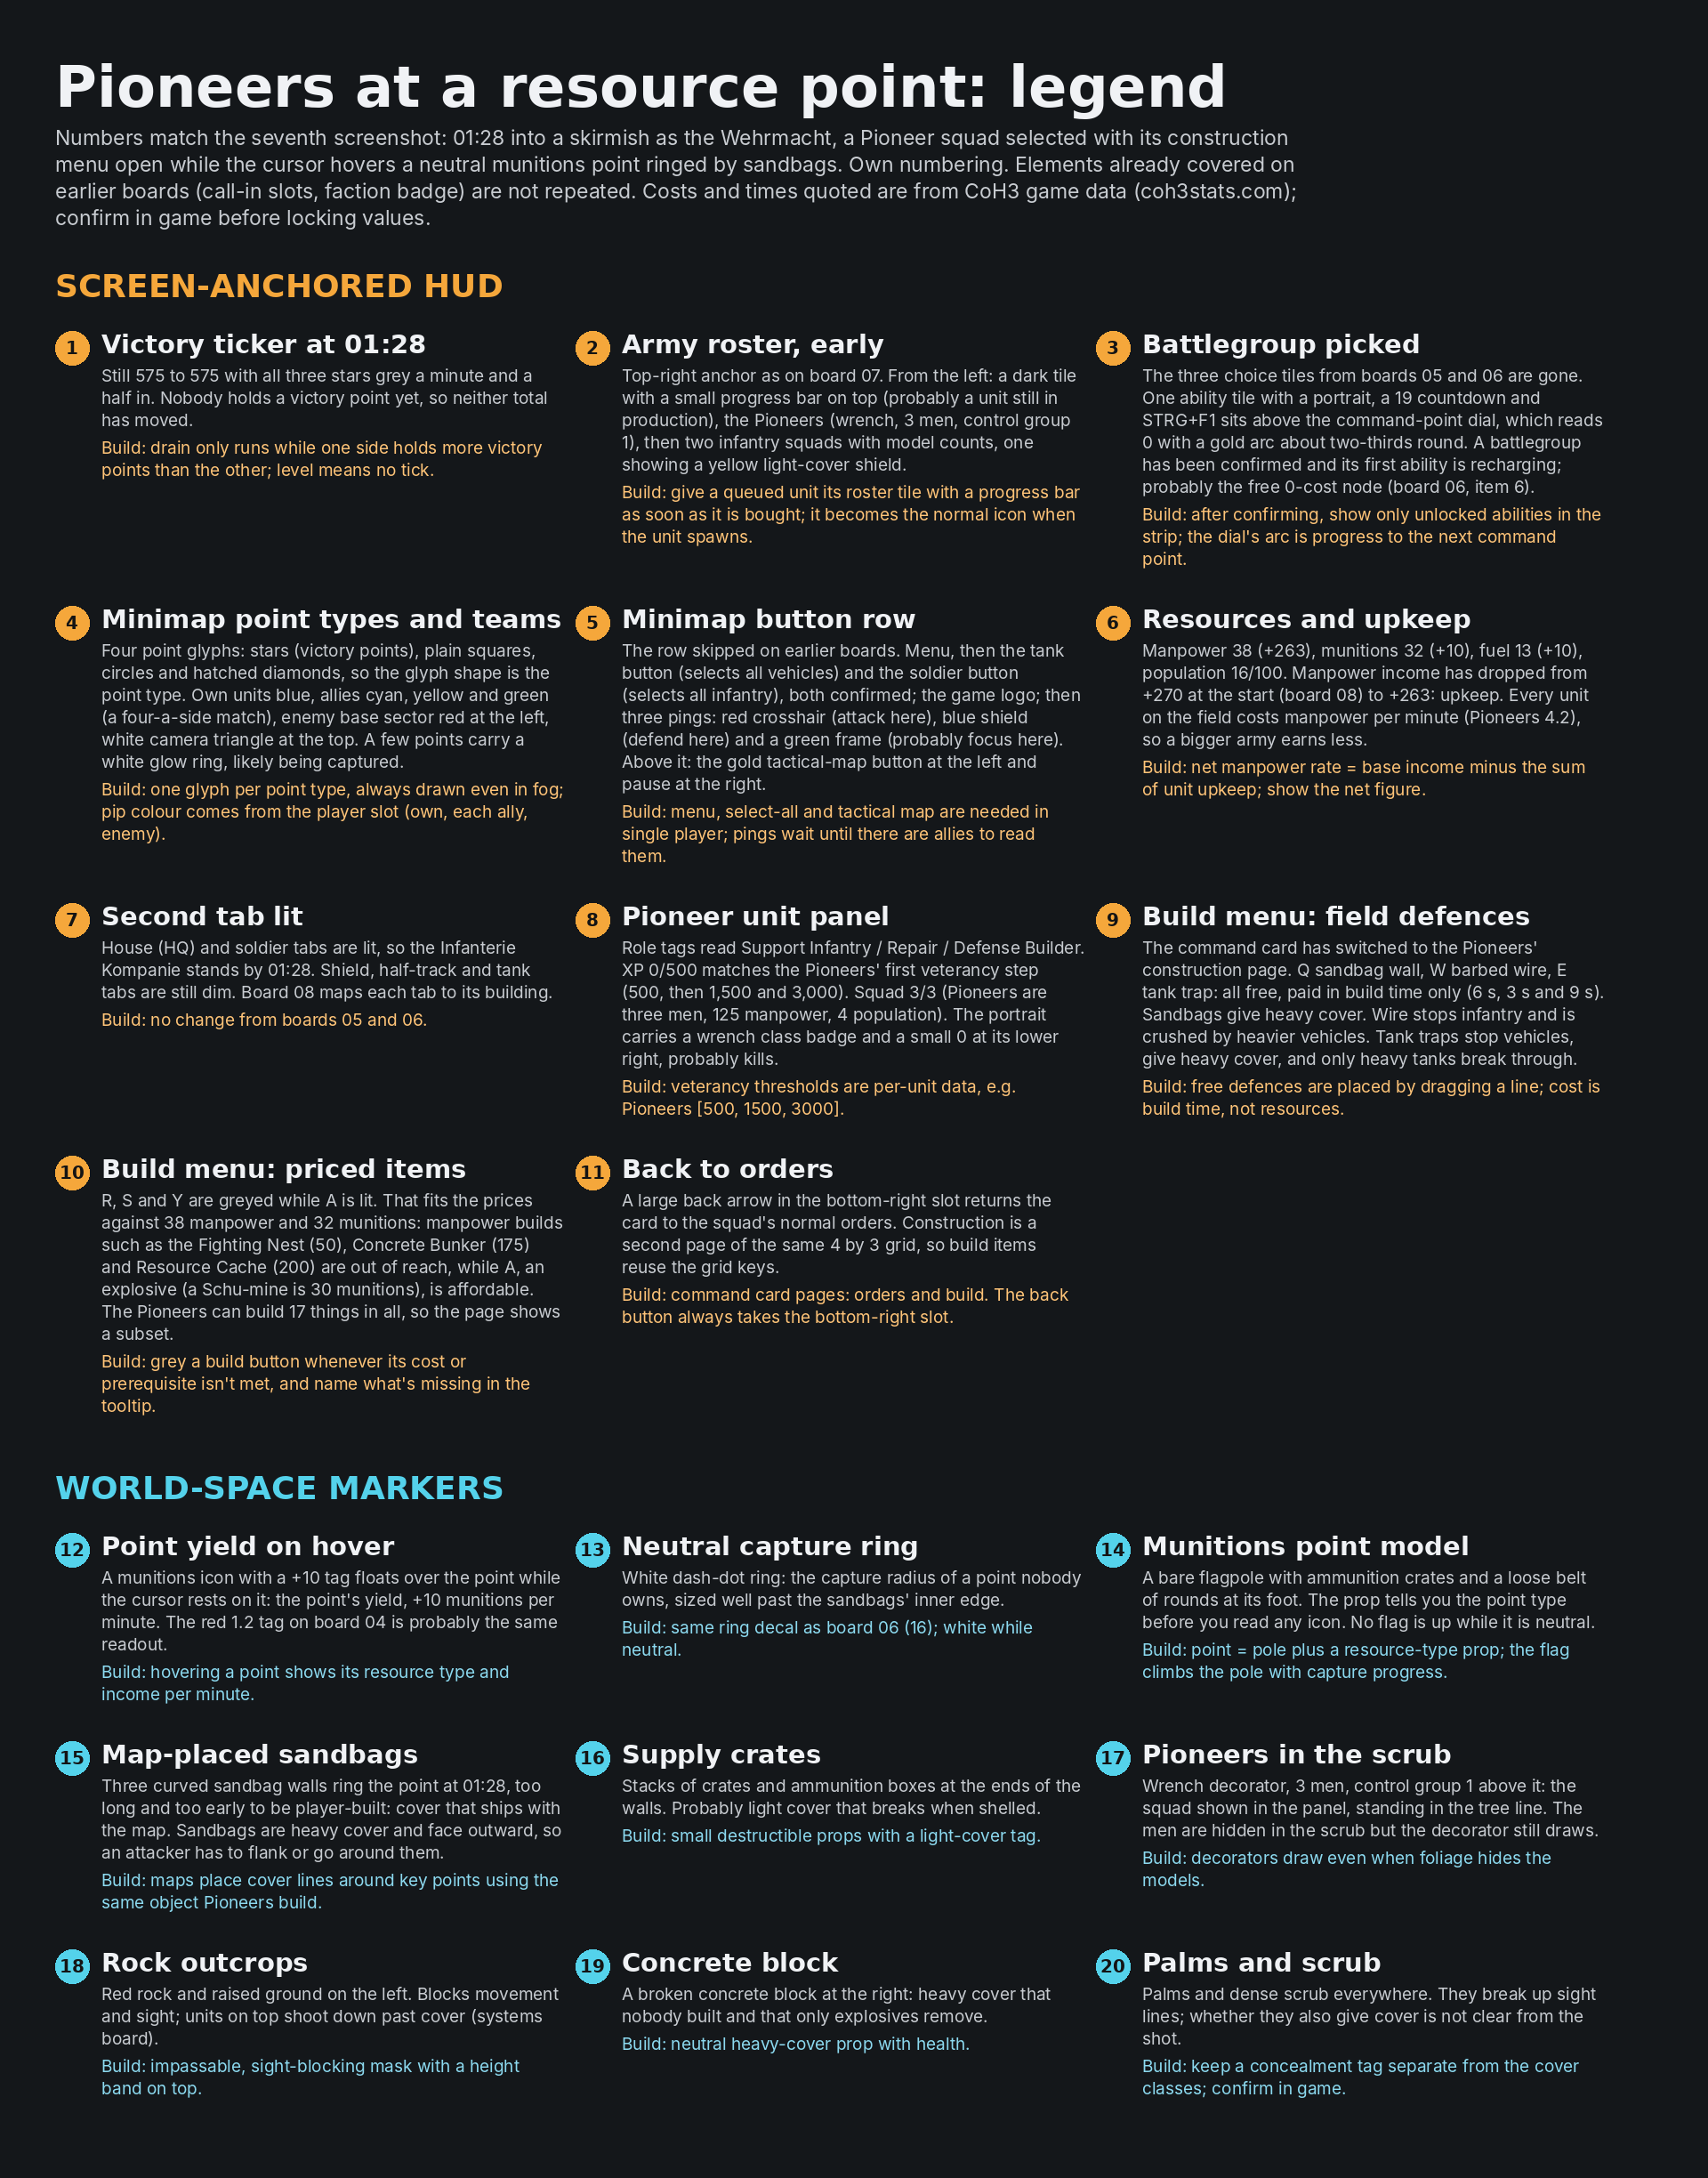 Pioneers at a resource point: legend
Numbers match the seventh screenshot: 01:28 into a skirmish as the Wehrmacht, a Pioneer squad selected with its construction
menu open while the cursor hovers a neutral munitions point ringed by sandbags. Own numbering. Elements already covered on
earlier boards (call-in slots, faction badge) are not repeated. Costs and times quoted are from CoH3 game data (coh3stats.com);
confirm in game before locking values.
SCREEN-ANCHORED HUD
1 Victory ticker at 01:28
Still 575 to 575 with all three stars grey a minute and a
half in. Nobody holds a victory point yet, so neither total
has moved.
Build: drain only runs while one side holds more victory
points than the other; level means no tick.
2 Army roster, early
Top-right anchor as on board 07. From the left: a dark tile
with a small progress bar on top (probably a unit still in
production), the Pioneers (wrench, 3 men, control group
1), then two infantry squads with model counts, one
showing a yellow light-cover shield.
Build: give a queued unit its roster tile with a progress bar
as soon as it is bought; it becomes the normal icon when
the unit spawns.
3 Battlegroup picked
The three choice tiles from boards 05 and 06 are gone.
One ability tile with a portrait, a 19 countdown and
STRG+F1 sits above the command-point dial, which reads
0 with a gold arc about two-thirds round. A battlegroup
has been confirmed and its first ability is recharging;
probably the free 0-cost node (board 06, item 6).
Build: after confirming, show only unlocked abilities in the
strip; the dial's arc is progress to the next command
point.
4 Minimap point types and teams
Four point glyphs: stars (victory points), plain squares,
circles and hatched diamonds, so the glyph shape is the
point type. Own units blue, allies cyan, yellow and green
(a four-a-side match), enemy base sector red at the left,
white camera triangle at the top. A few points carry a
white glow ring, likely being captured.
Build: one glyph per point type, always drawn even in fog;
pip colour comes from the player slot (own, each ally,
enemy).
5 Minimap button row
The row skipped on earlier boards. Menu, then the tank
button (selects all vehicles) and the soldier button
(selects all infantry), both confirmed; the game logo; then
three pings: red crosshair (attack here), blue shield
(defend here) and a green frame (probably focus here).
Above it: the gold tactical-map button at the left and
pause at the right.
Build: menu, select-all and tactical map are needed in
single player; pings wait until there are allies to read
them.
6 Resources and upkeep
Manpower 38 (+263), munitions 32 (+10), fuel 13 (+10),
population 16/100. Manpower income has dropped from
+270 at the start (board 08) to +263: upkeep. Every unit
on the field costs manpower per minute (Pioneers 4.2),
so a bigger army earns less.
Build: net manpower rate = base income minus the sum
of unit upkeep; show the net figure.
7 Second tab lit
House (HQ) and soldier tabs are lit, so the Infanterie
Kompanie stands by 01:28. Shield, half-track and tank
tabs are still dim. Board 08 maps each tab to its building.
Build: no change from boards 05 and 06.
8 Pioneer unit panel
Role tags read Support Infantry / Repair / Defense Builder.
XP 0/500 matches the Pioneers' first veterancy step
(500, then 1,500 and 3,000). Squad 3/3 (Pioneers are
three men, 125 manpower, 4 population). The portrait
carries a wrench class badge and a small 0 at its lower
right, probably kills.
Build: veterancy thresholds are per-unit data, e.g.
Pioneers [500, 1500, 3000].
9 Build menu: field defences
The command card has switched to the Pioneers'
construction page. Q sandbag wall, W barbed wire, E
tank trap: all free, paid in build time only (6 s, 3 s and 9 s).
Sandbags give heavy cover. Wire stops infantry and is
crushed by heavier vehicles. Tank traps stop vehicles,
give heavy cover, and only heavy tanks break through.
Build: free defences are placed by dragging a line; cost is
build time, not resources.
10 Build menu: priced items
R, S and Y are greyed while A is lit. That fits the prices
against 38 manpower and 32 munitions: manpower builds
such as the Fighting Nest (50), Concrete Bunker (175)
and Resource Cache (200) are out of reach, while A, an
explosive (a Schu-mine is 30 munitions), is affordable.
The Pioneers can build 17 things in all, so the page shows
a subset.
Build: grey a build button whenever its cost or
prerequisite isn't met, and name what's missing in the
tooltip.
11 Back to orders
A large back arrow in the bottom-right slot returns the
card to the squad's normal orders. Construction is a
second page of the same 4 by 3 grid, so build items
reuse the grid keys.
Build: command card pages: orders and build. The back
button always takes the bottom-right slot.
WORLD-SPACE MARKERS
12 Point yield on hover
A munitions icon with a +10 tag floats over the point while
the cursor rests on it: the point's yield, +10 munitions per
minute. The red 1.2 tag on board 04 is probably the same
readout.
Build: hovering a point shows its resource type and
income per minute.
13 Neutral capture ring
White dash-dot ring: the capture radius of a point nobody
owns, sized well past the sandbags' inner edge.
Build: same ring decal as board 06 (16); white while
neutral.
14 Munitions point model
A bare flagpole with ammunition crates and a loose belt
of rounds at its foot. The prop tells you the point type
before you read any icon. No flag is up while it is neutral.
Build: point = pole plus a resource-type prop; the flag
climbs the pole with capture progress.
15 Map-placed sandbags
Three curved sandbag walls ring the point at 01:28, too
long and too early to be player-built: cover that ships with
the map. Sandbags are heavy cover and face outward, so
an attacker has to flank or go around them.
Build: maps place cover lines around key points using the
same object Pioneers build.
16 Supply crates
Stacks of crates and ammunition boxes at the ends of the
walls. Probably light cover that breaks when shelled.
Build: small destructible props with a light-cover tag.
17 Pioneers in the scrub
Wrench decorator, 3 men, control group 1 above it: the
squad shown in the panel, standing in the tree line. The
men are hidden in the scrub but the decorator still draws.
Build: decorators draw even when foliage hides the
models.
18 Rock outcrops
Red rock and raised ground on the left. Blocks movement
and sight; units on top shoot down past cover (systems
board).
Build: impassable, sight-blocking mask with a height
band on top.
19 Concrete block
A broken concrete block at the right: heavy cover that
nobody built and that only explosives remove.
Build: neutral heavy-cover prop with health.
20 Palms and scrub
Palms and dense scrub everywhere. They break up sight
lines; whether they also give cover is not clear from the
shot.
Build: keep a concealment tag separate from the cover
classes; confirm in game.